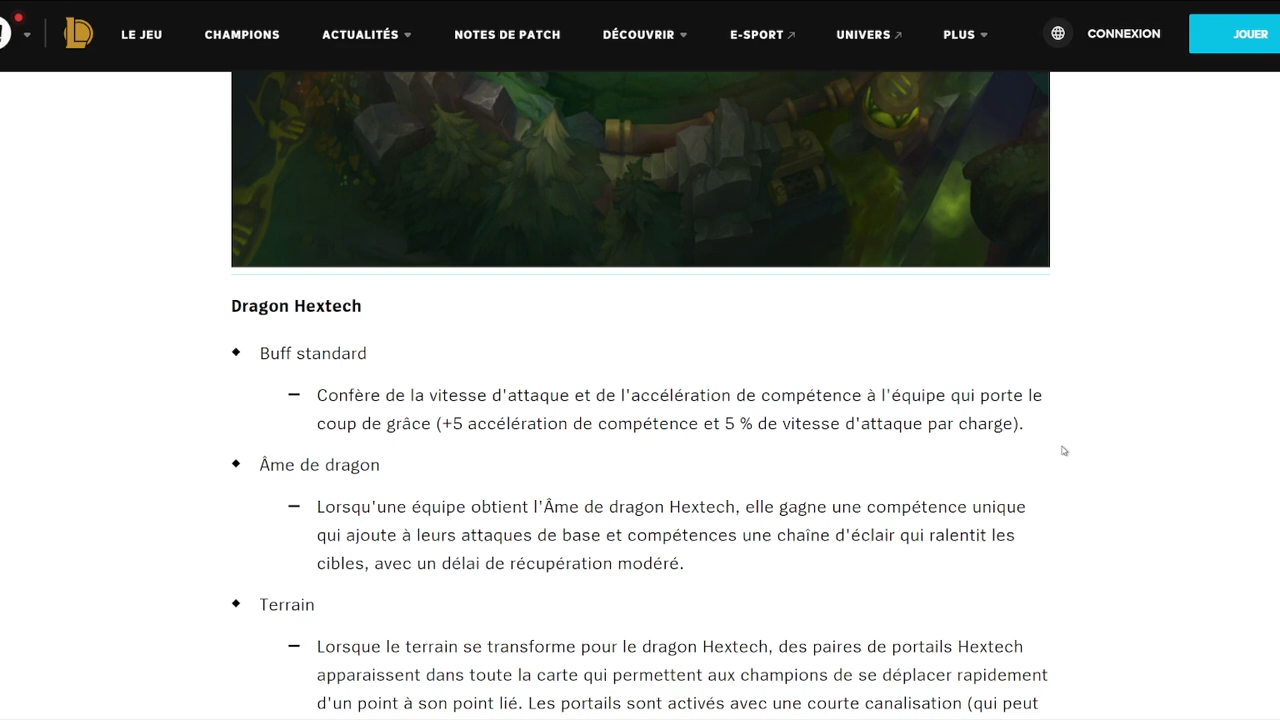 LE JEU CHAMPIONS ACTUALITÉS NOTES DE PATCH DÉCOUVRIR E-SPORT UNIVERS PLUS CONNEXION JOUER
Dragon Hextech
Buff standard
Confère de la vitesse d'attaque et de l'accélération de compétence à l'équipe qui porte le
coup de grâce (+5 accélération de compétence et 5 % de vitesse d'attaque par charge).
Âme de dragon
Lorsqu'une équipe obtient l'Âme de dragon Hextech, elle gagne une compétence unique
qui ajoute à leurs attaques de base et compétences une chaîne d'éclair qui ralentit les
cibles, avec un délai de récupération modéré.
Terrain
Lorsque le terrain se transforme pour le dragon Hextech, des paires de portails Hextech
apparaissent dans toute la carte qui permettent aux champions de se déplacer rapidement
d'un point à son point lié. Les portails sont activés avec une courte canalisation (qui peut